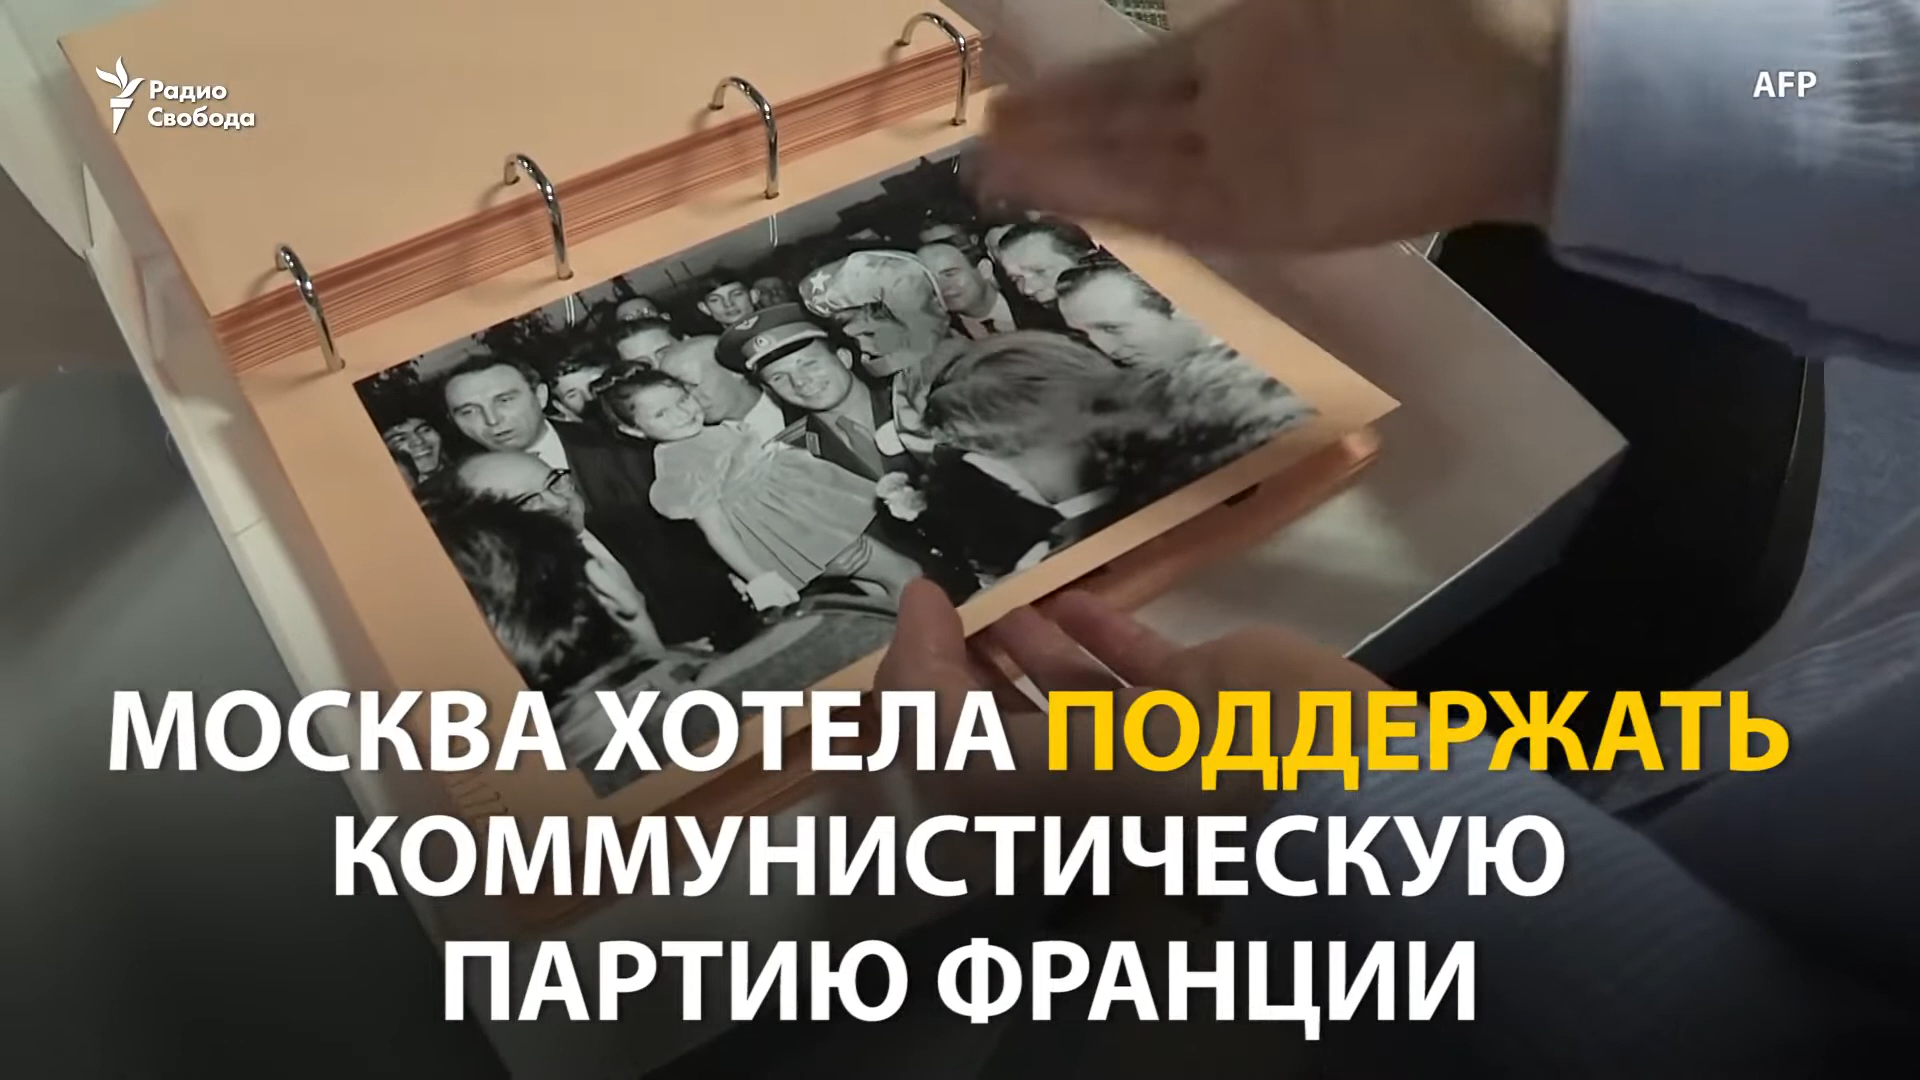 Радио
Свобода
AFP
МОСКВА ХОТЕЛА ПОДДЕРЖАТЬ
КОММУНИСТИЧЕСКУЮ
ПАРТИЮ ФРАНЦИИ